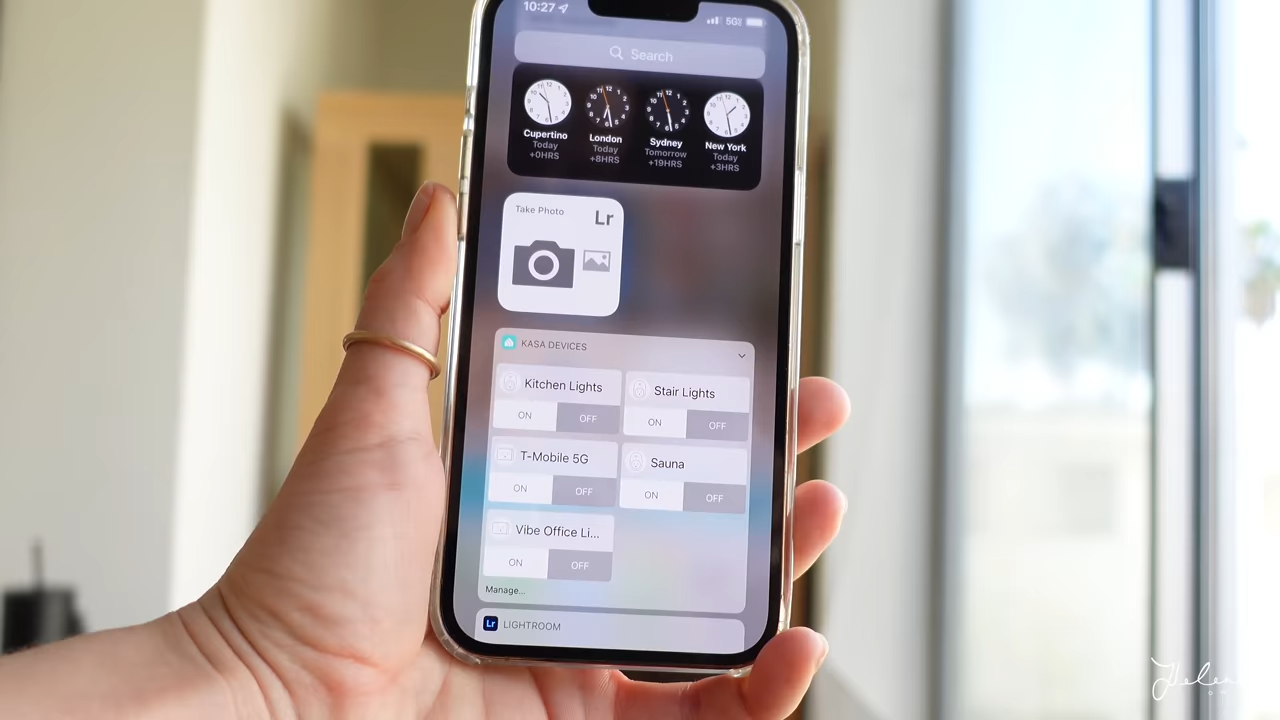 10:27
5G
Search
Cupertino
Today
+0HRS
London
Today
+8HRS
Sydney
Tomorrow
+19HRS
New York
Today
+3HRS
Take Photo
Lr
KASA DEVICES
Kitchen Lights
ON OFF
Stair Lights
ON OFF
T-Mobile 5G
ON OFF
Sauna
ON OFF
Vibe Office Li...
ON OFF
Manage...
Lr LIGHTROOM